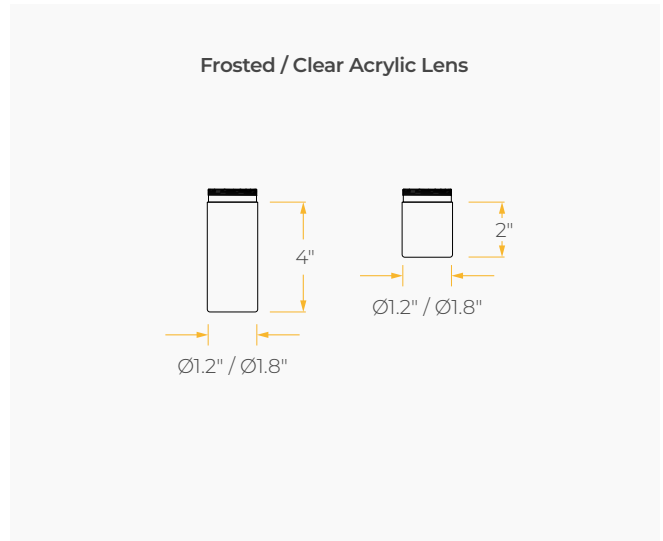 Frosted / Clear Acrylic Lens
4"
2"
Ø1.2" / Ø1.8"
Ø1.2" / Ø1.8"